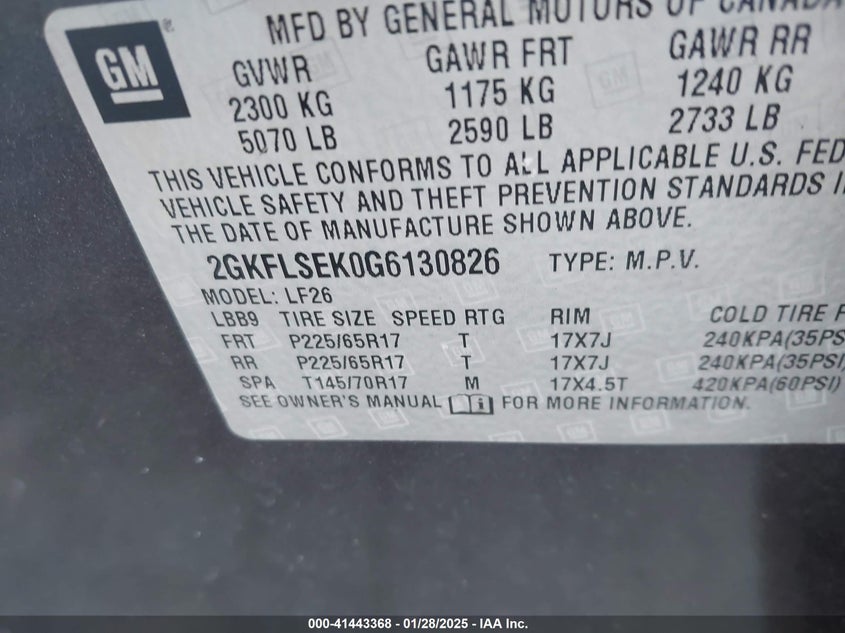 GM
MFD BY GENERAL MOTORS OF CANADA
GVWR GAWR FRT GAWR RR
2300 KG 1175 KG 1240 KG
5070 LB 2590 LB 2733 LB
THIS VEHICLE CONFORMS TO ALL APPLICABLE U.S. FED
VEHICLE SAFETY AND THEFT PREVENTION STANDARDS I
THE DATE OF MANUFACTURE SHOWN ABOVE.
2GKFLSEK0G6130826 TYPE: M.P.V.
MODEL: LF26
LBB9 TIRE SIZE SPEED RTG RIM COLD TIRE
FRT P225/65R17 T 17X7J 240KPA(35PS
RR P225/65R17 T 17X7J 240KPA(35PSI)
SPA T145/70R17 M 17X4.5T 420KPA(60PSI)
SEE OWNER'S MANUAL i FOR MORE INFORMATION.
000-41443368 - 01/28/2025 - IAA Inc.